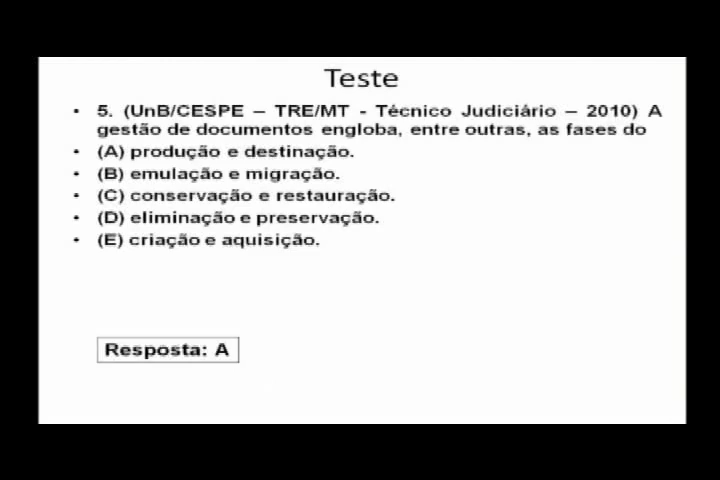 Teste
• 5. (UnB/CESPE – TRE/MT - Técnico Judiciário – 2010) A
gestão de documentos engloba, entre outras, as fases do
• (A) produção e destinação.
• (B) emulação e migração.
• (C) conservação e restauração.
• (D) eliminação e preservação.
• (E) criação e aquisição.
Resposta: A